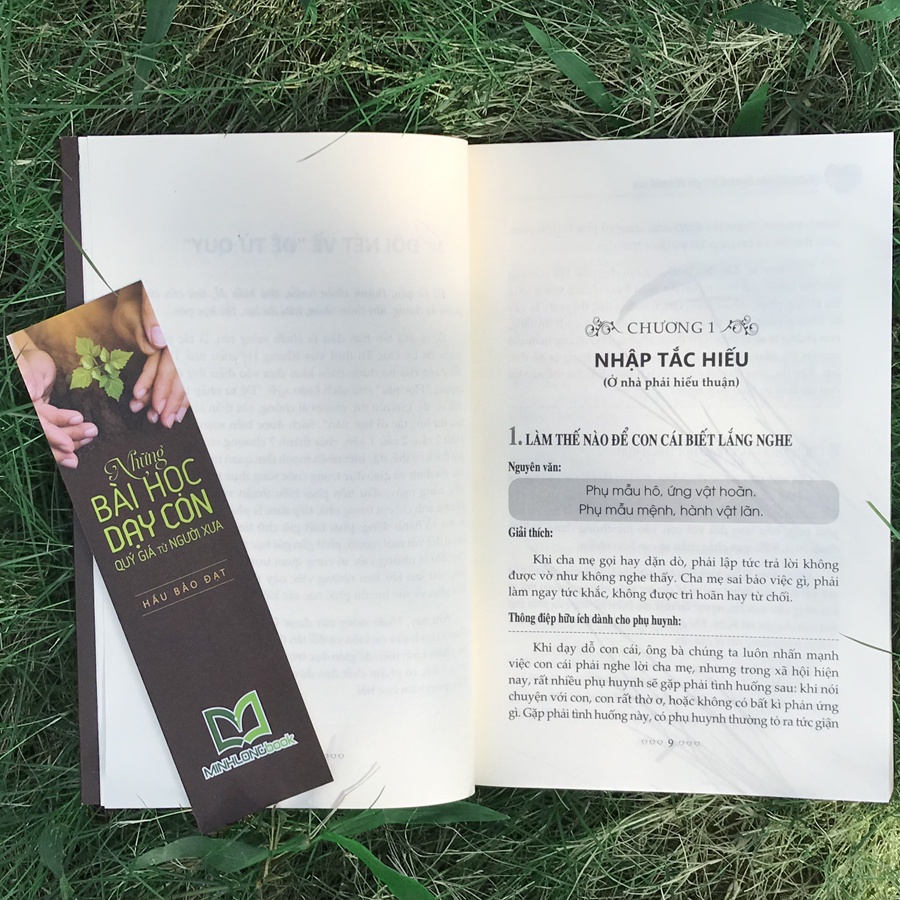 Những
BÀI HỌC
DẠY CON
QUÝ GIÁ TỪ NGƯỜI XƯA
HẦU BẢO ĐẠT
MINHLONGbook
CHƯƠNG 1
NHẬP TẮC HIẾU
(Ở nhà phải hiếu thuận)
1. LÀM THẾ NÀO ĐỂ CON CÁI BIẾT LẮNG NGHE
Nguyên văn:
Phụ mẫu hô, ứng vật hoãn.
Phụ mẫu mệnh, hành vật lãn.
Giải thích:
Khi cha mẹ gọi hay dặn dò, phải lập tức trả lời không
được vờ như không nghe thấy. Cha mẹ sai bảo việc gì, phải
làm ngay tức khắc, không được trì hoãn hay từ chối.
Thông điệp hữu ích dành cho phụ huynh:
Khi dạy dỗ con cái, ông bà chúng ta luôn nhấn mạnh
việc con cái phải nghe lời cha mẹ, nhưng trong xã hội hiện
nay, rất nhiều phụ huynh sẽ gặp phải tình huống sau: khi nói
chuyện với con, con rất thờ ơ, hoặc không có bất kì phản ứng
gì. Gặp phải tình huống này, có phụ huynh thường tỏ ra tức giận
9